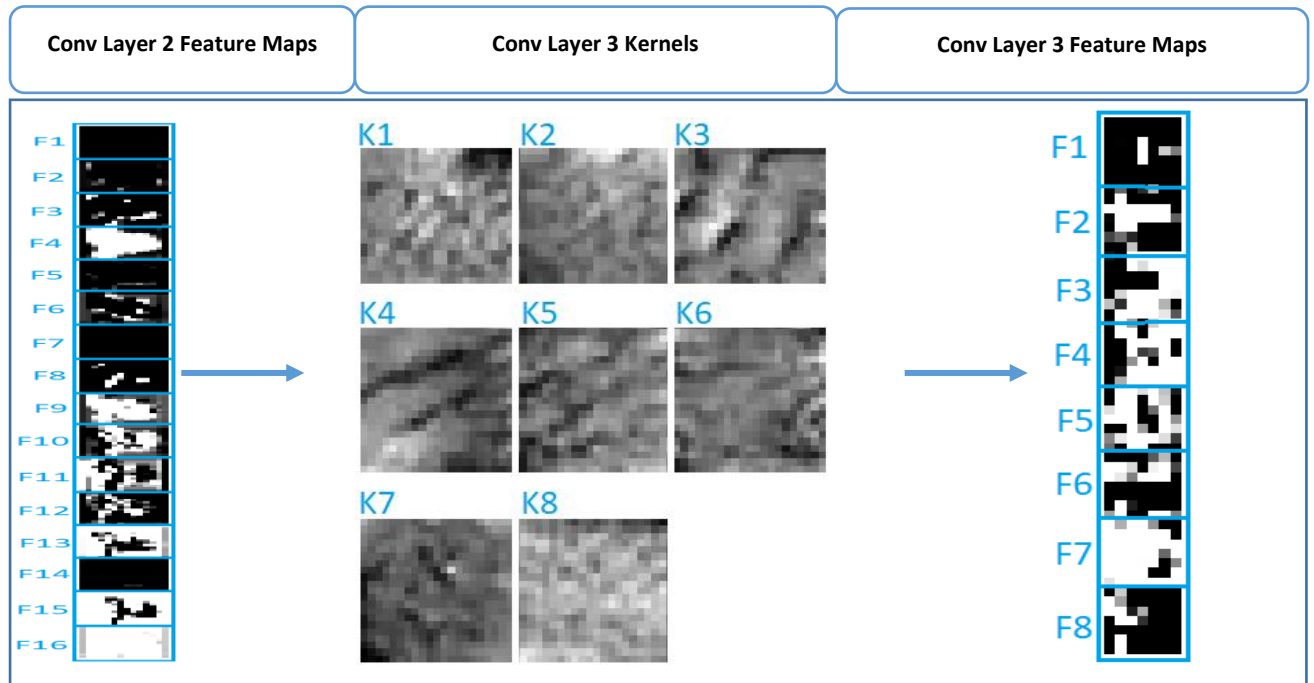 Conv Layer 2 Feature Maps
Conv Layer 3 Kernels
Conv Layer 3 Feature Maps
F1
F2
F3
F4
F5
F6
F7
F8
F9
F10
F11
F12
F13
F14
F15
F16
K1 K2 K3
K4 K5 K6
K7 K8
F1
F2
F3
F4
F5
F6
F7
F8